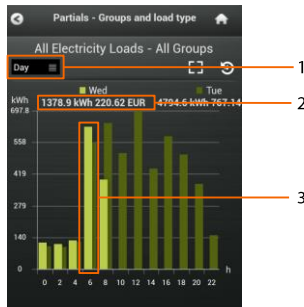 Partials - Groups and load type
All Electricity Loads - All Groups
Day
1
Wed Tue
kWh 1378.9 kWh 220.62 EUR 4794.6 kWh 767.14
2
697.8
558
419
3
279
140
0
0 2 4 6 8 10 12 14 16 18 20 22 h